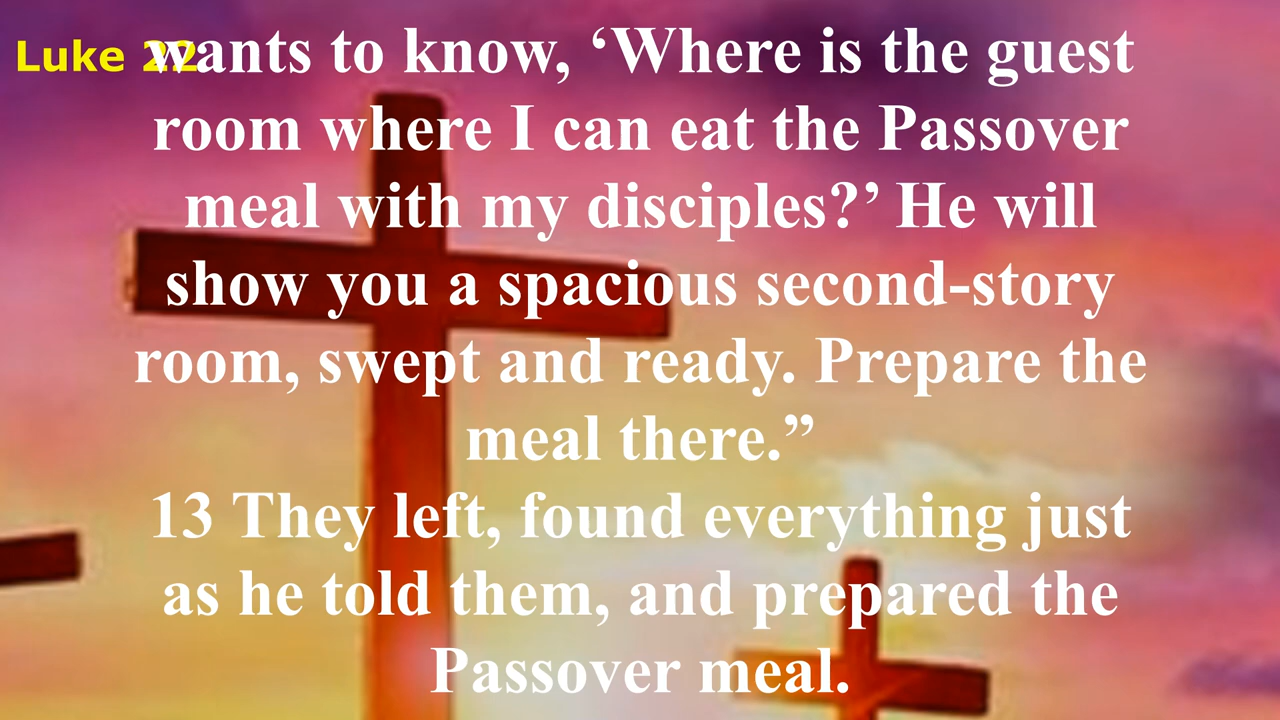 Luke 22
wants to know, ‘Where is the guest
room where I can eat the Passover
meal with my disciples?’ He will
show you a spacious second-story
room, swept and ready. Prepare the
meal there.”
13 They left, found everything just
as he told them, and prepared the
Passover meal.